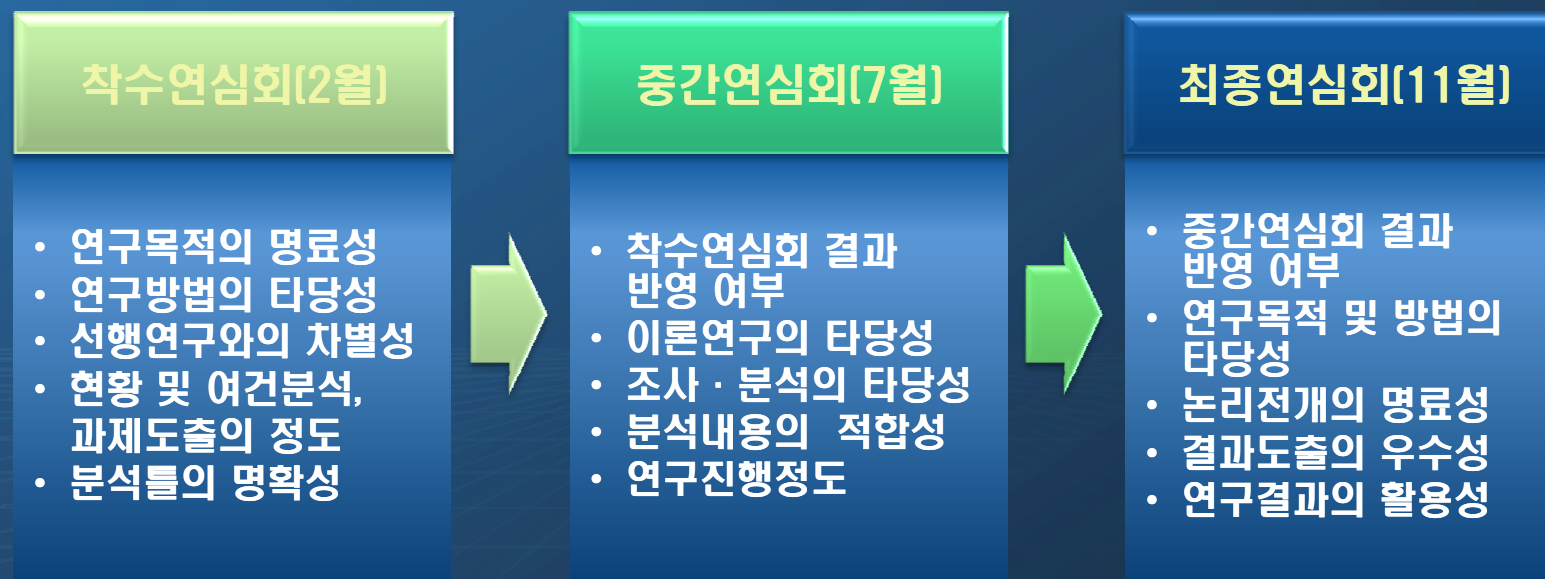 착수연심회(2월)
• 연구목적의 명료성
• 연구방법의 타당성
• 선행연구와의 차별성
• 현황 및 여건분석,
과제도출의 정도
• 분석틀의 명확성
중간연심회(7월)
• 착수연심회 결과
반영 여부
• 이론연구의 타당성
• 조사 · 분석의 타당성
• 분석내용의 적합성
• 연구진행정도
최종연심회(11월)
• 중간연심회 결과
반영 여부
• 연구목적 및 방법의
타당성
• 논리전개의 명료성
• 결과도출의 우수성
• 연구결과의 활용성